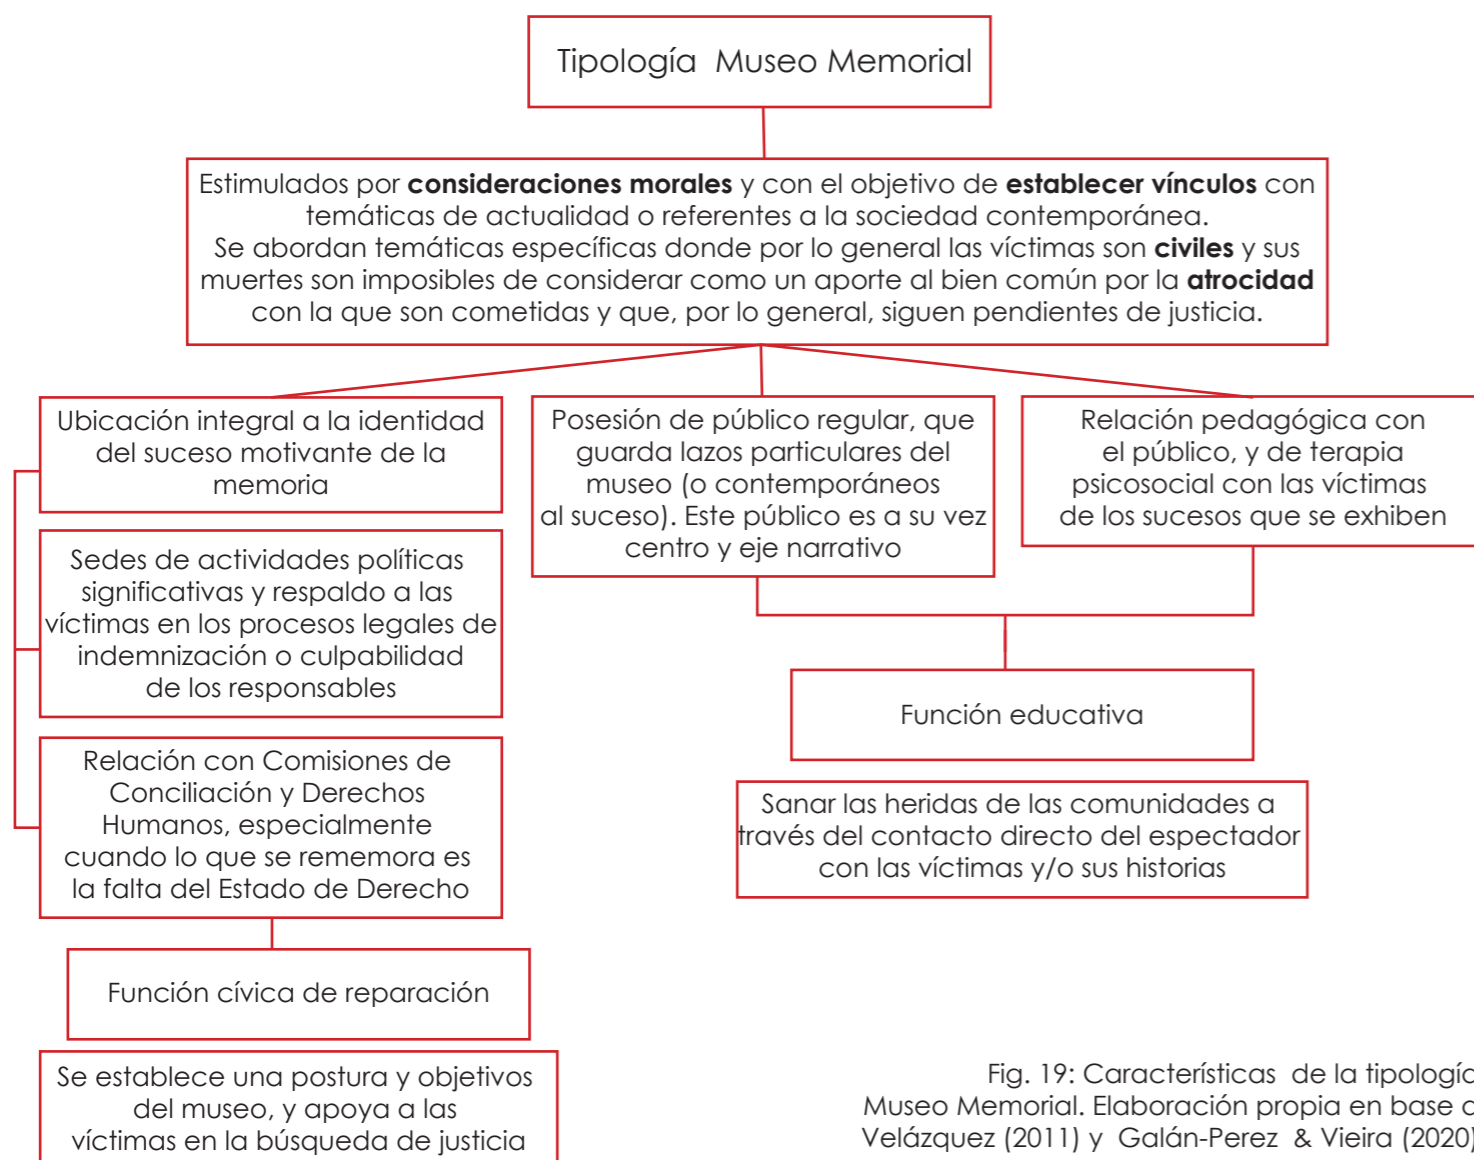 Tipología Museo Memorial
Estimulados por consideraciones morales y con el objetivo de establecer vínculos con
temáticas de actualidad o referentes a la sociedad contemporánea.
Se abordan temáticas específicas donde por lo general las víctimas son civiles y sus
muertes son imposibles de considerar como un aporte al bien común por la atrocidad
con la que son cometidas y que, por lo general, siguen pendientes de justicia.
Ubicación integral a la identidad
del suceso motivante de la
memoria
Sedes de actividades políticas
significativas y respaldo a las
víctimas en los procesos legales de
indemnización o culpabilidad
de los responsables
Relación con Comisiones de
Conciliación y Derechos
Humanos, especialmente
cuando lo que se rememora es
la falta del Estado de Derecho
Función cívica de reparación
Se establece una postura y objetivos
del museo, y apoya a las
víctimas en la búsqueda de justicia
Posesión de público regular, que
guarda lazos particulares del
museo (o contemporáneos
al suceso). Este público es a su vez
centro y eje narrativo
Relación pedagógica con
el público, y de terapia
psicosocial con las víctimas
de los sucesos que se exhiben
Función educativa
Sanar las heridas de las comunidades a
través del contacto directo del espectador
con las víctimas y/o sus historias
Fig. 19: Características de la tipología
Museo Memorial. Elaboración propia en base a
Velázquez (2011) y Galán-Perez & Vieira (2020)